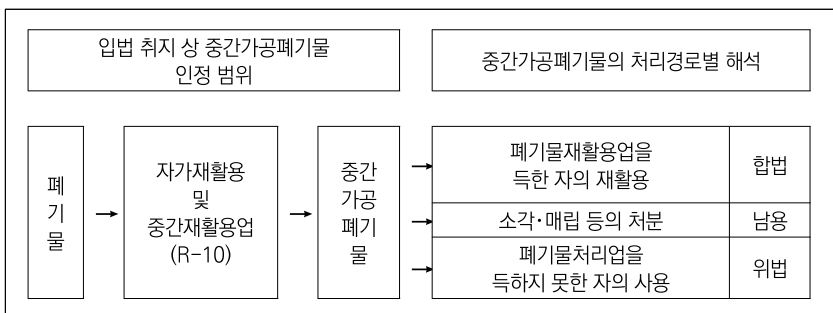 입법 취지 상 중간가공폐기물
인정 범위
중간가공폐기물의 처리경로별 해석
폐
기
물
자가재활용
및
중간재활용업
(R-10)
중간
가공
폐기
물
폐기물재활용업을
득한 자의 재활용
합법
소각·매립 등의 처분
남용
폐기물처리업을
득하지 못한 자의 사용
위법